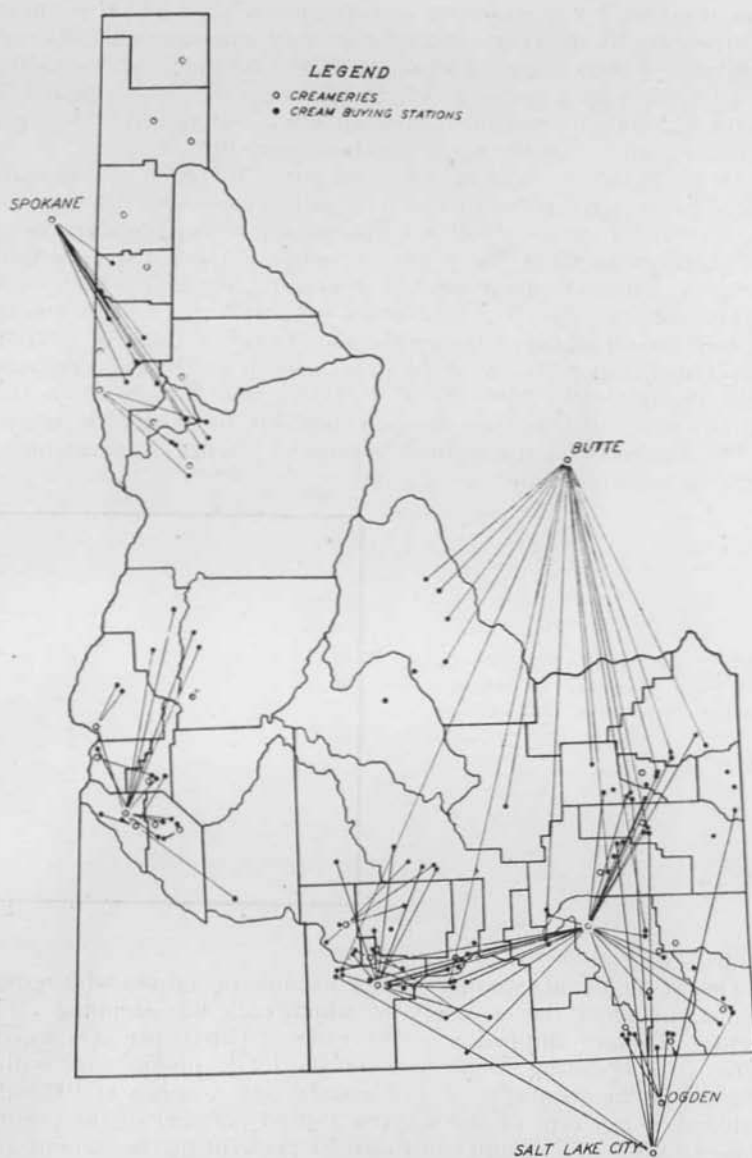 LEGEND
CREAMERIES
CREAM BUYING STATIONS
SPOKANE
BUTTE
OGDEN
SALT LAKE CITY